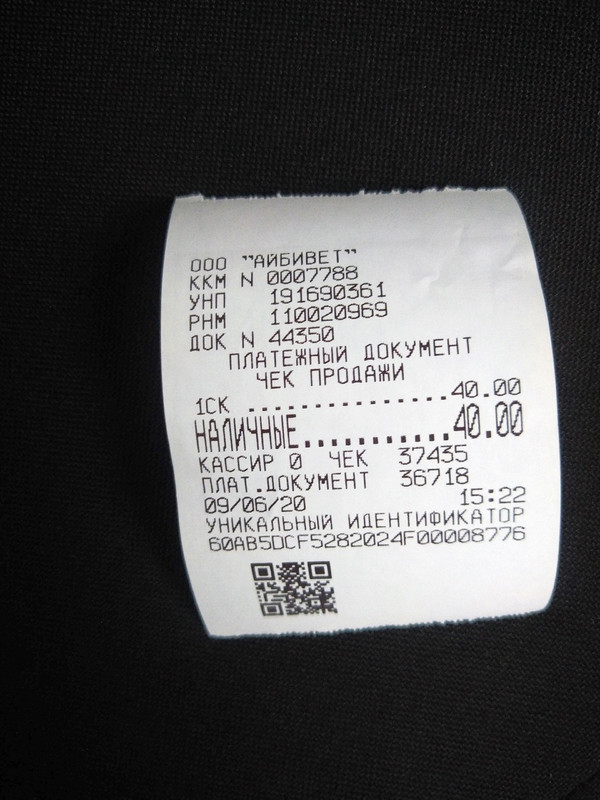 ООО "АЙБИВЕТ"
ККМ N 0007788
УНП 191690361
РНМ 110020969
ДОК N 44350
ПЛАТЕЖНЫЙ ДОКУМЕНТ
ЧЕК ПРОДАЖИ
1СК ...............40.00
НАЛИЧНЫЕ...........40.00
КАССИР 0 ЧЕК 37435
ПЛАТ.ДОКУМЕНТ 36718
09/06/20 15:22
УНИКАЛЬНЫЙ ИДЕНТИФИКАТОР
60AB5DCF5282024F00008776